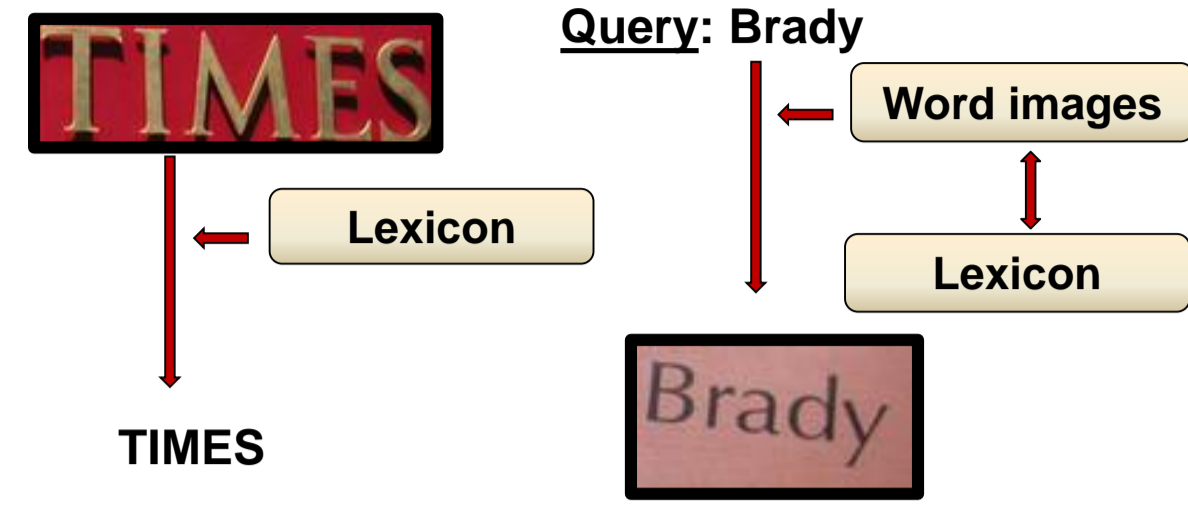 TIMES
Lexicon
TIMES
Query: Brady
Word images
Lexicon
Brady